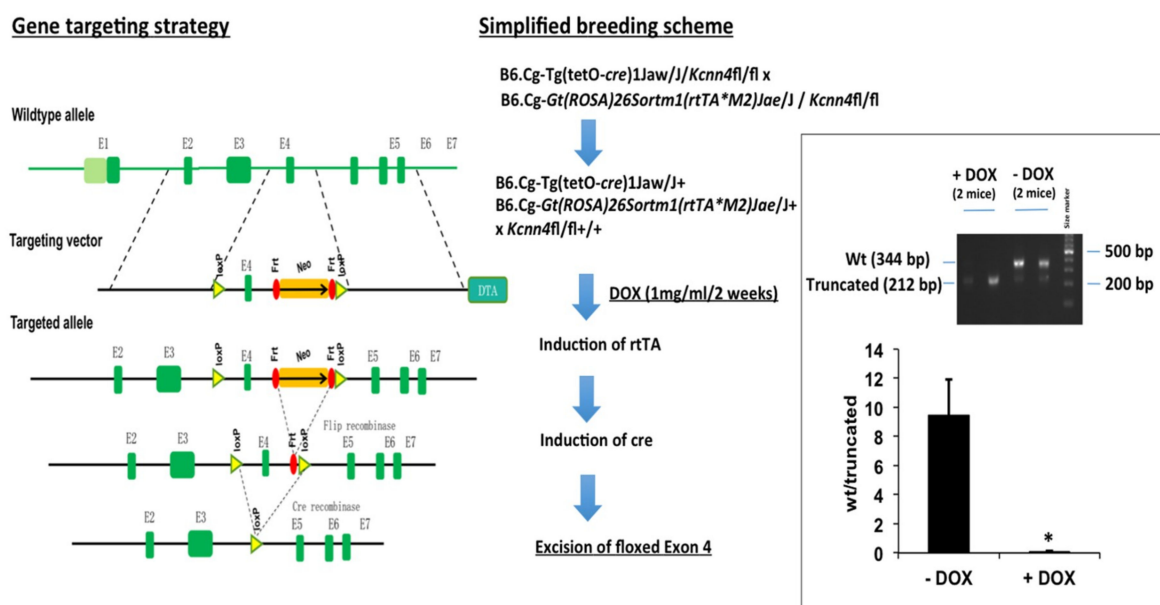 Gene targeting strategy
Wildtype allele
E1 E2 E3 E4 E5 E6 E7
Targeting vector
loxP E4 Frt Neo Frt loxP
DTA
Targeted allele
E2 E3 loxP E4 Frt Neo Frt loxP E5 E6 E7
Flip recombinase
E2 E3 loxP E4 Frt loxP E5 E6 E7
Cre recombinase
E2 E3 loxP E5 E6 E7
Simplified breeding scheme
B6.Cg-Tg(tetO-cre)1Jaw/J/Kcnn4fl/fl x
B6.Cg-Gt(ROSA)26Sortm1(rtTA*M2)Jae/J / Kcnn4fl/fl
B6.Cg-Tg(tetO-cre)1Jaw/J+
B6.Cg-Gt(ROSA)26Sortm1(rtTA*M2)Jae/J+
x Kcnn4fl/fl+/+
DOX (1mg/ml/2 weeks)
Induction of rtTA
Induction of cre
Excision of floxed Exon 4
+ DOX
(2 mice)
- DOX
(2 mice)
Size marker
Wt (344 bp)
Truncated (212 bp)
500 bp
200 bp
wt/truncated
14
12
10
8
6
4
2
0
*
- DOX
+ DOX